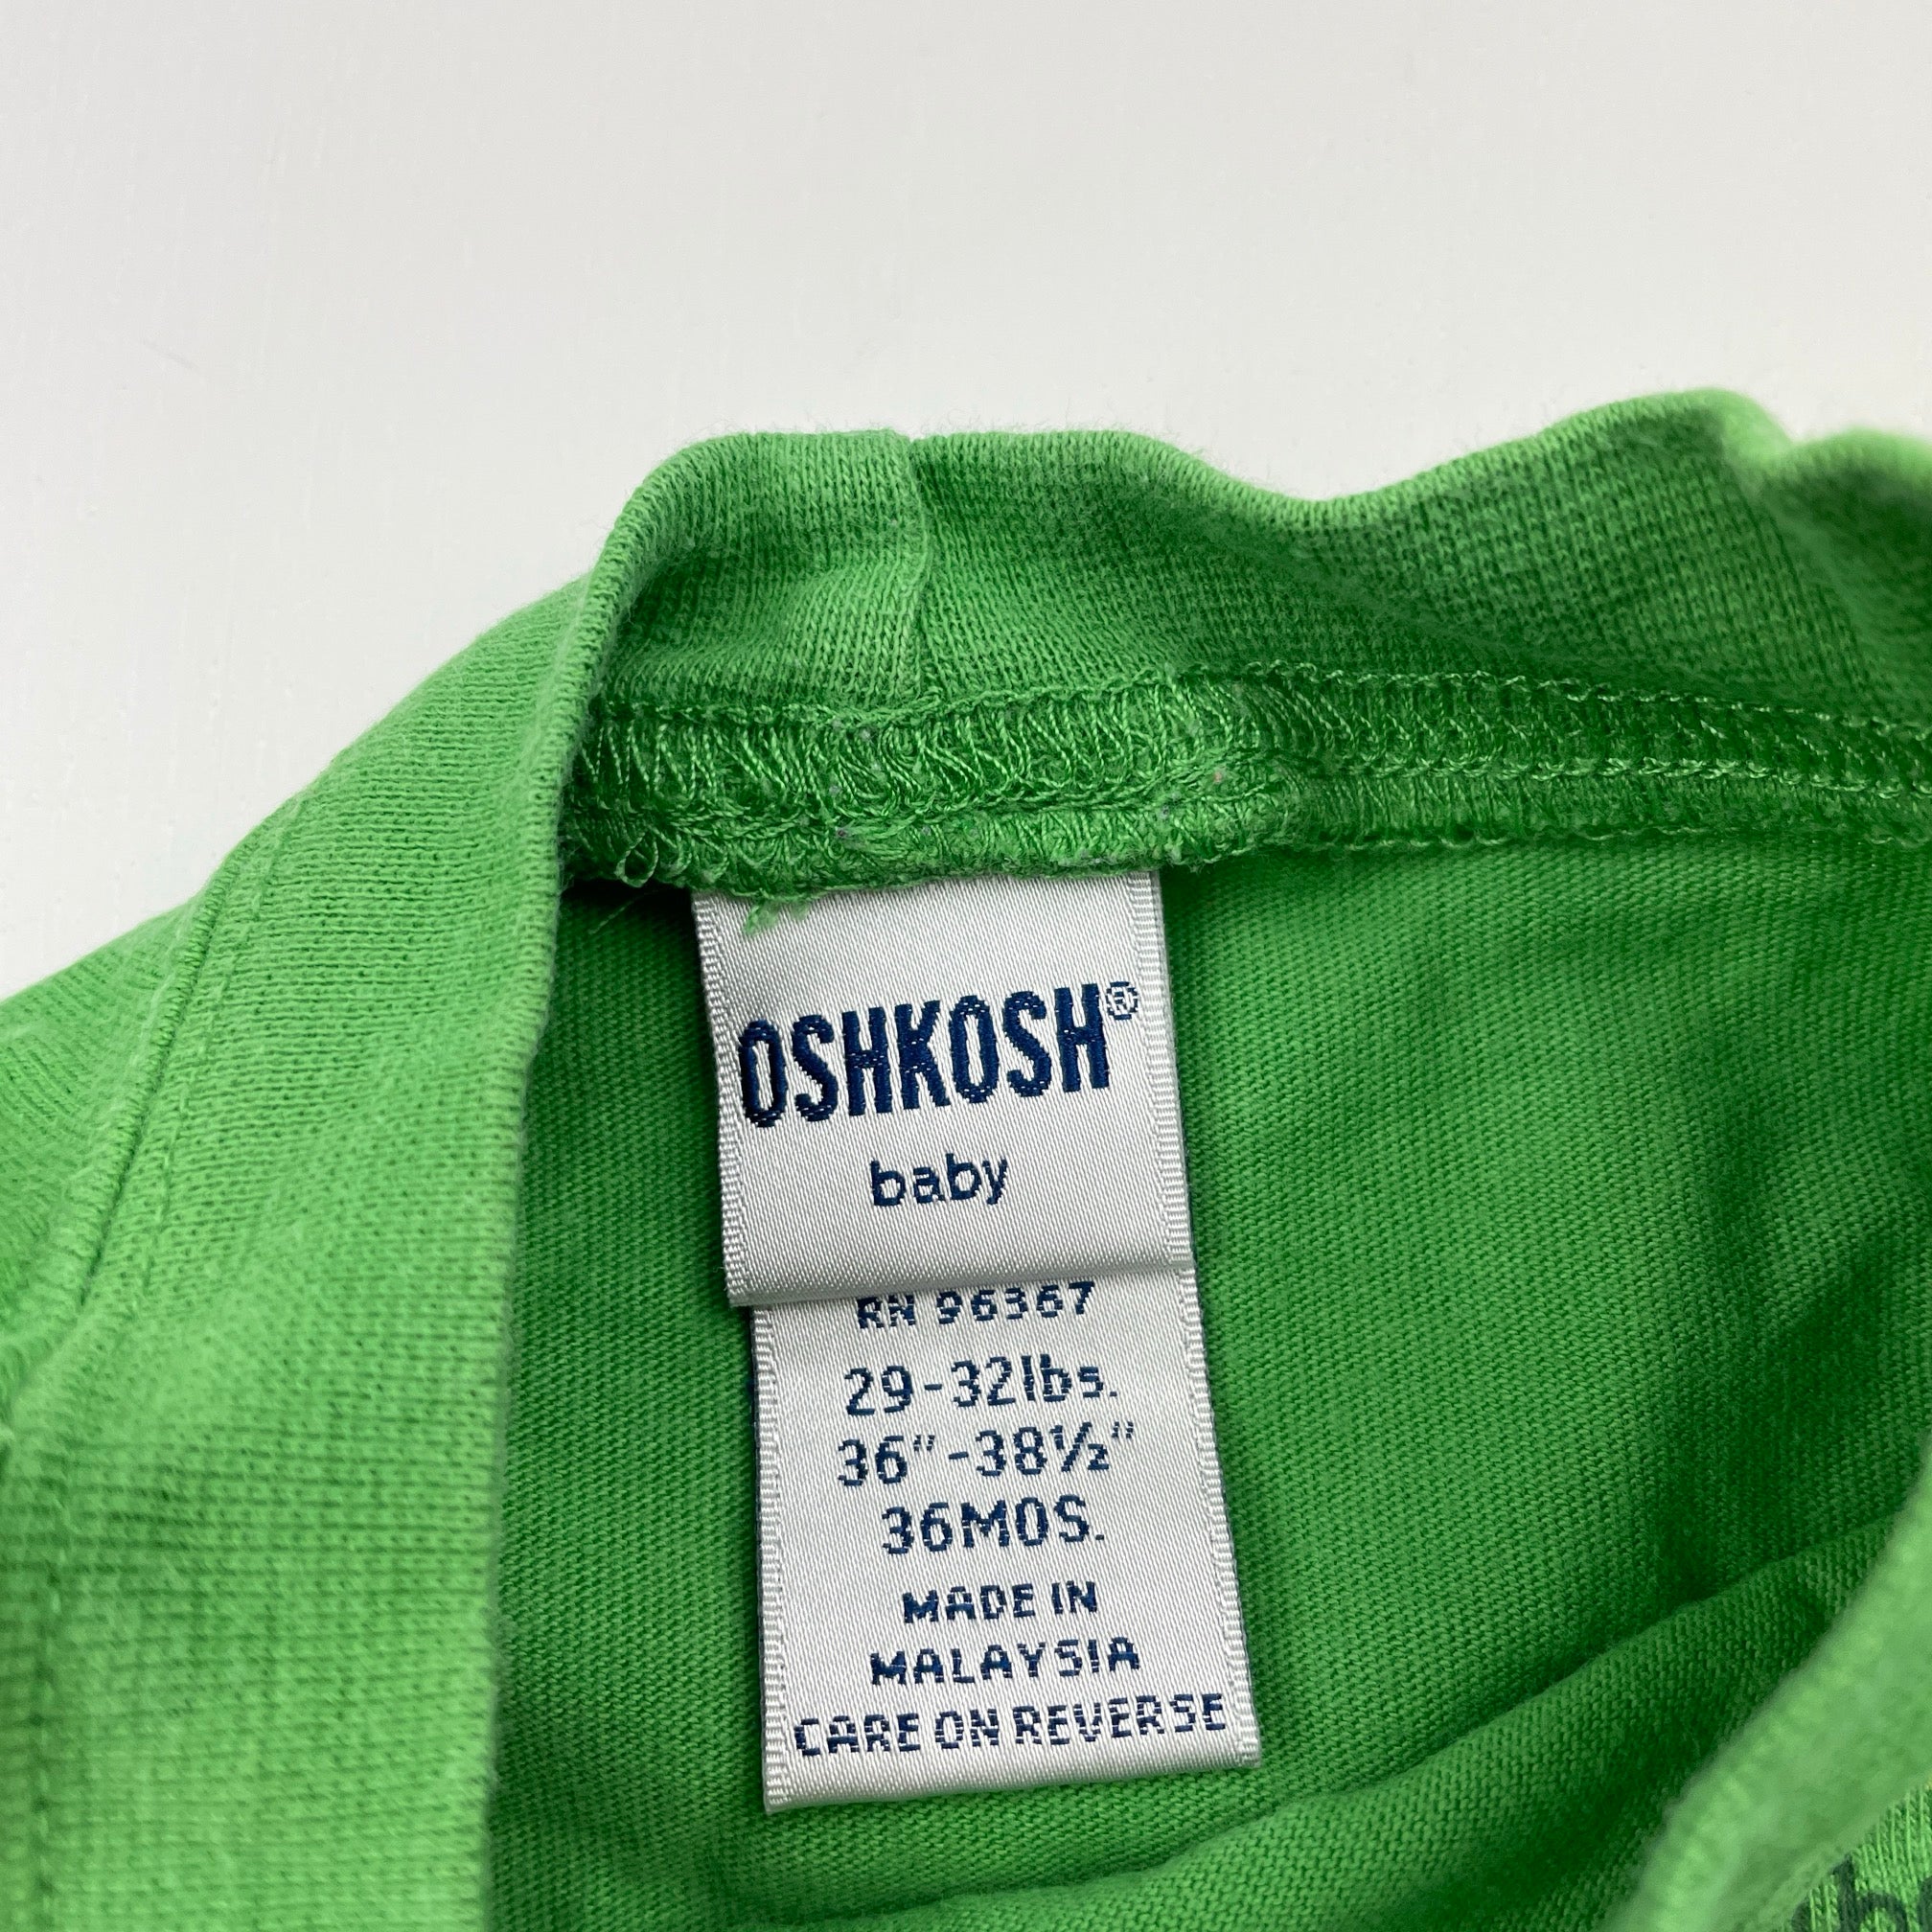 OSHKOSH®
baby
RN 96367
29-32lbs.
36"-38½"
36MOS.
MADE IN
MALAYSIA
CARE ON REVERSE